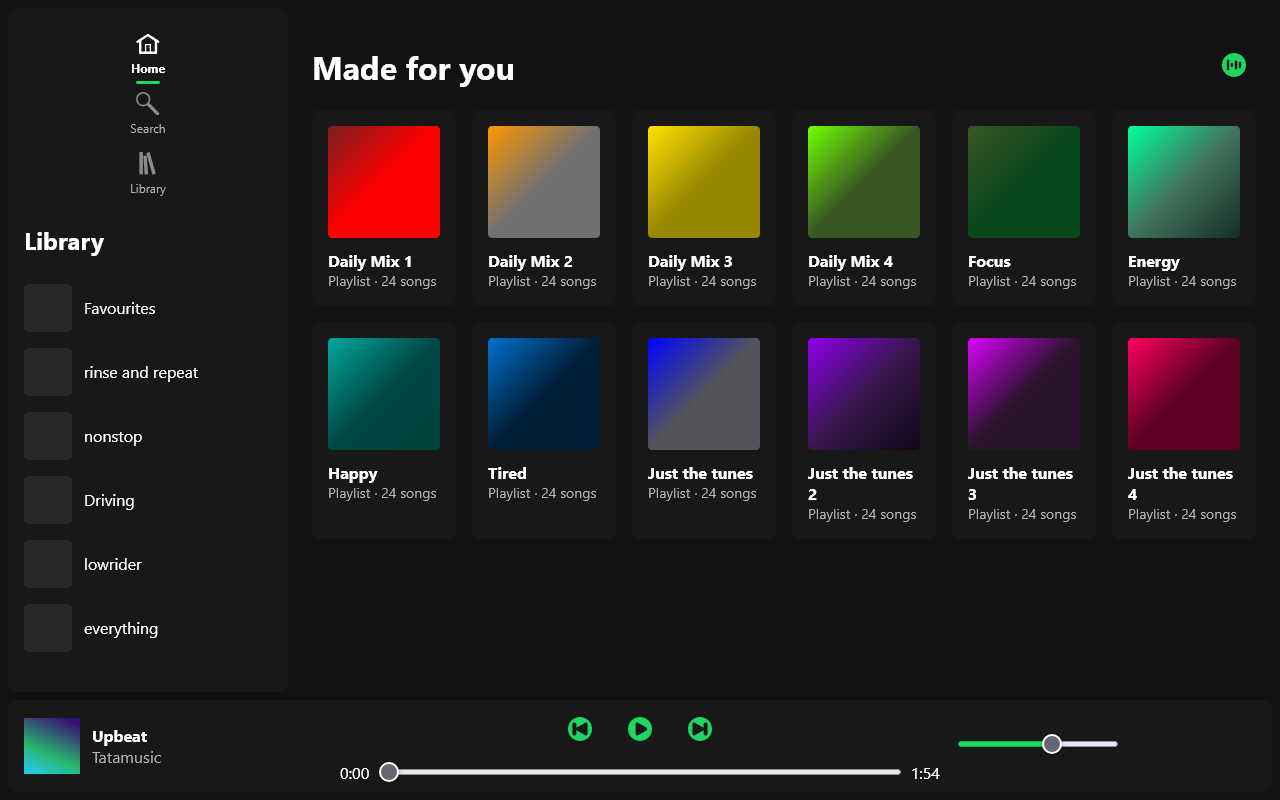 Home
Search
Library
Library
Favourites
rinse and repeat
nonstop
Driving
lowrider
everything
Made for you
Daily Mix 1
Playlist · 24 songs
Daily Mix 2
Playlist · 24 songs
Daily Mix 3
Playlist · 24 songs
Daily Mix 4
Playlist · 24 songs
Focus
Playlist · 24 songs
Energy
Playlist · 24 songs
Happy
Playlist · 24 songs
Tired
Playlist · 24 songs
Just the tunes
Playlist · 24 songs
Just the tunes
2
Playlist · 24 songs
Just the tunes
3
Playlist · 24 songs
Just the tunes
4
Playlist · 24 songs
Upbeat
Tatamusic
0:00
1:54